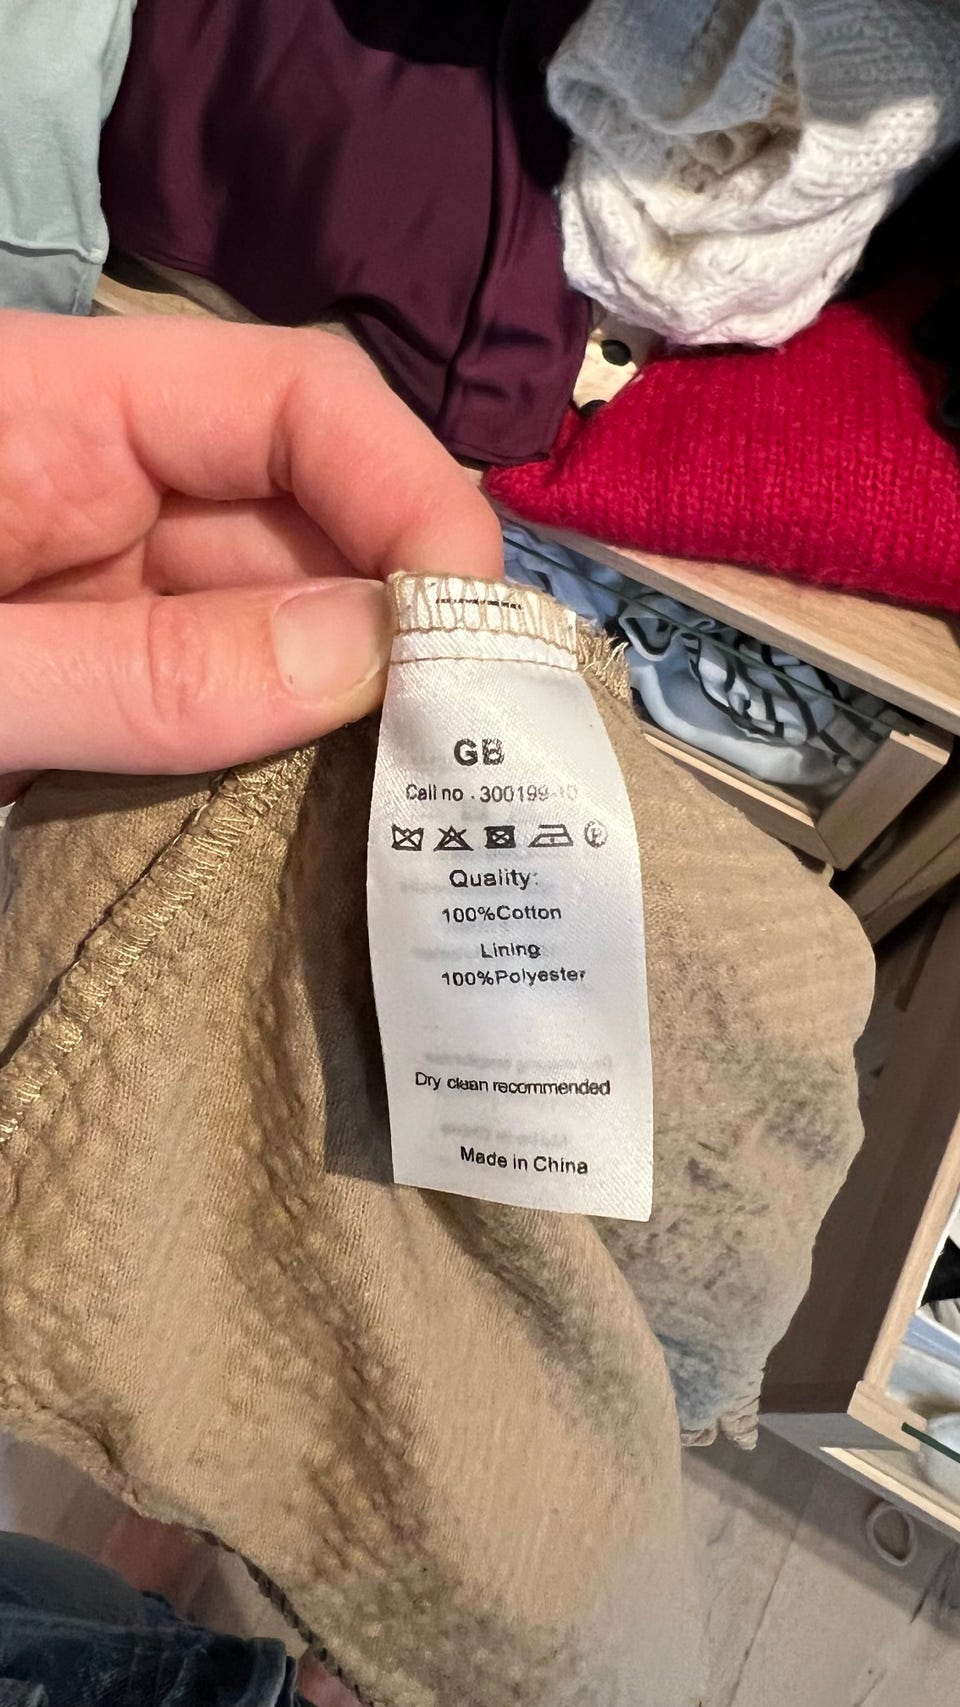 GB
Call no . 300199-10
Ⓟ
Quality:
100%Cotton
Lining
100%Polyester
Dry clean recommended
Made in China